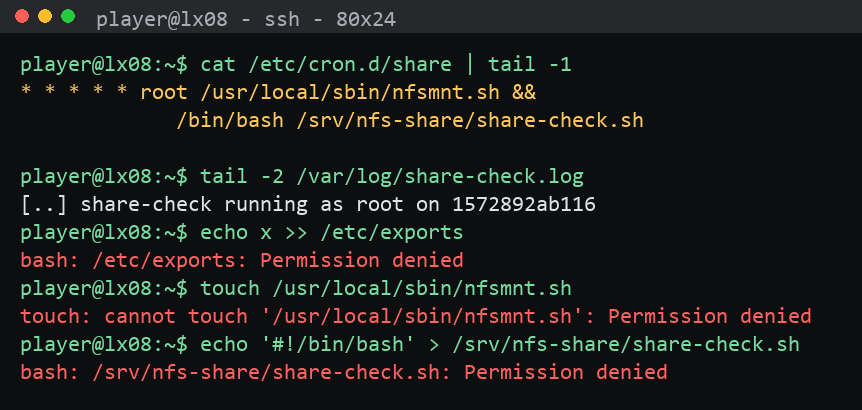 player@lx08 - ssh - 80x24
player@lx08:~$ cat /etc/cron.d/share | tail -1
* * * * * root /usr/local/sbin/nfsmnt.sh &&
/bin/bash /srv/nfs-share/share-check.sh
player@lx08:~$ tail -2 /var/log/share-check.log
[..] share-check running as root on 1572892ab116
player@lx08:~$ echo x >> /etc/exports
bash: /etc/exports: Permission denied
player@lx08:~$ touch /usr/local/sbin/nfsmnt.sh
touch: cannot touch '/usr/local/sbin/nfsmnt.sh': Permission denied
player@lx08:~$ echo '#!/bin/bash' > /srv/nfs-share/share-check.sh
bash: /srv/nfs-share/share-check.sh: Permission denied